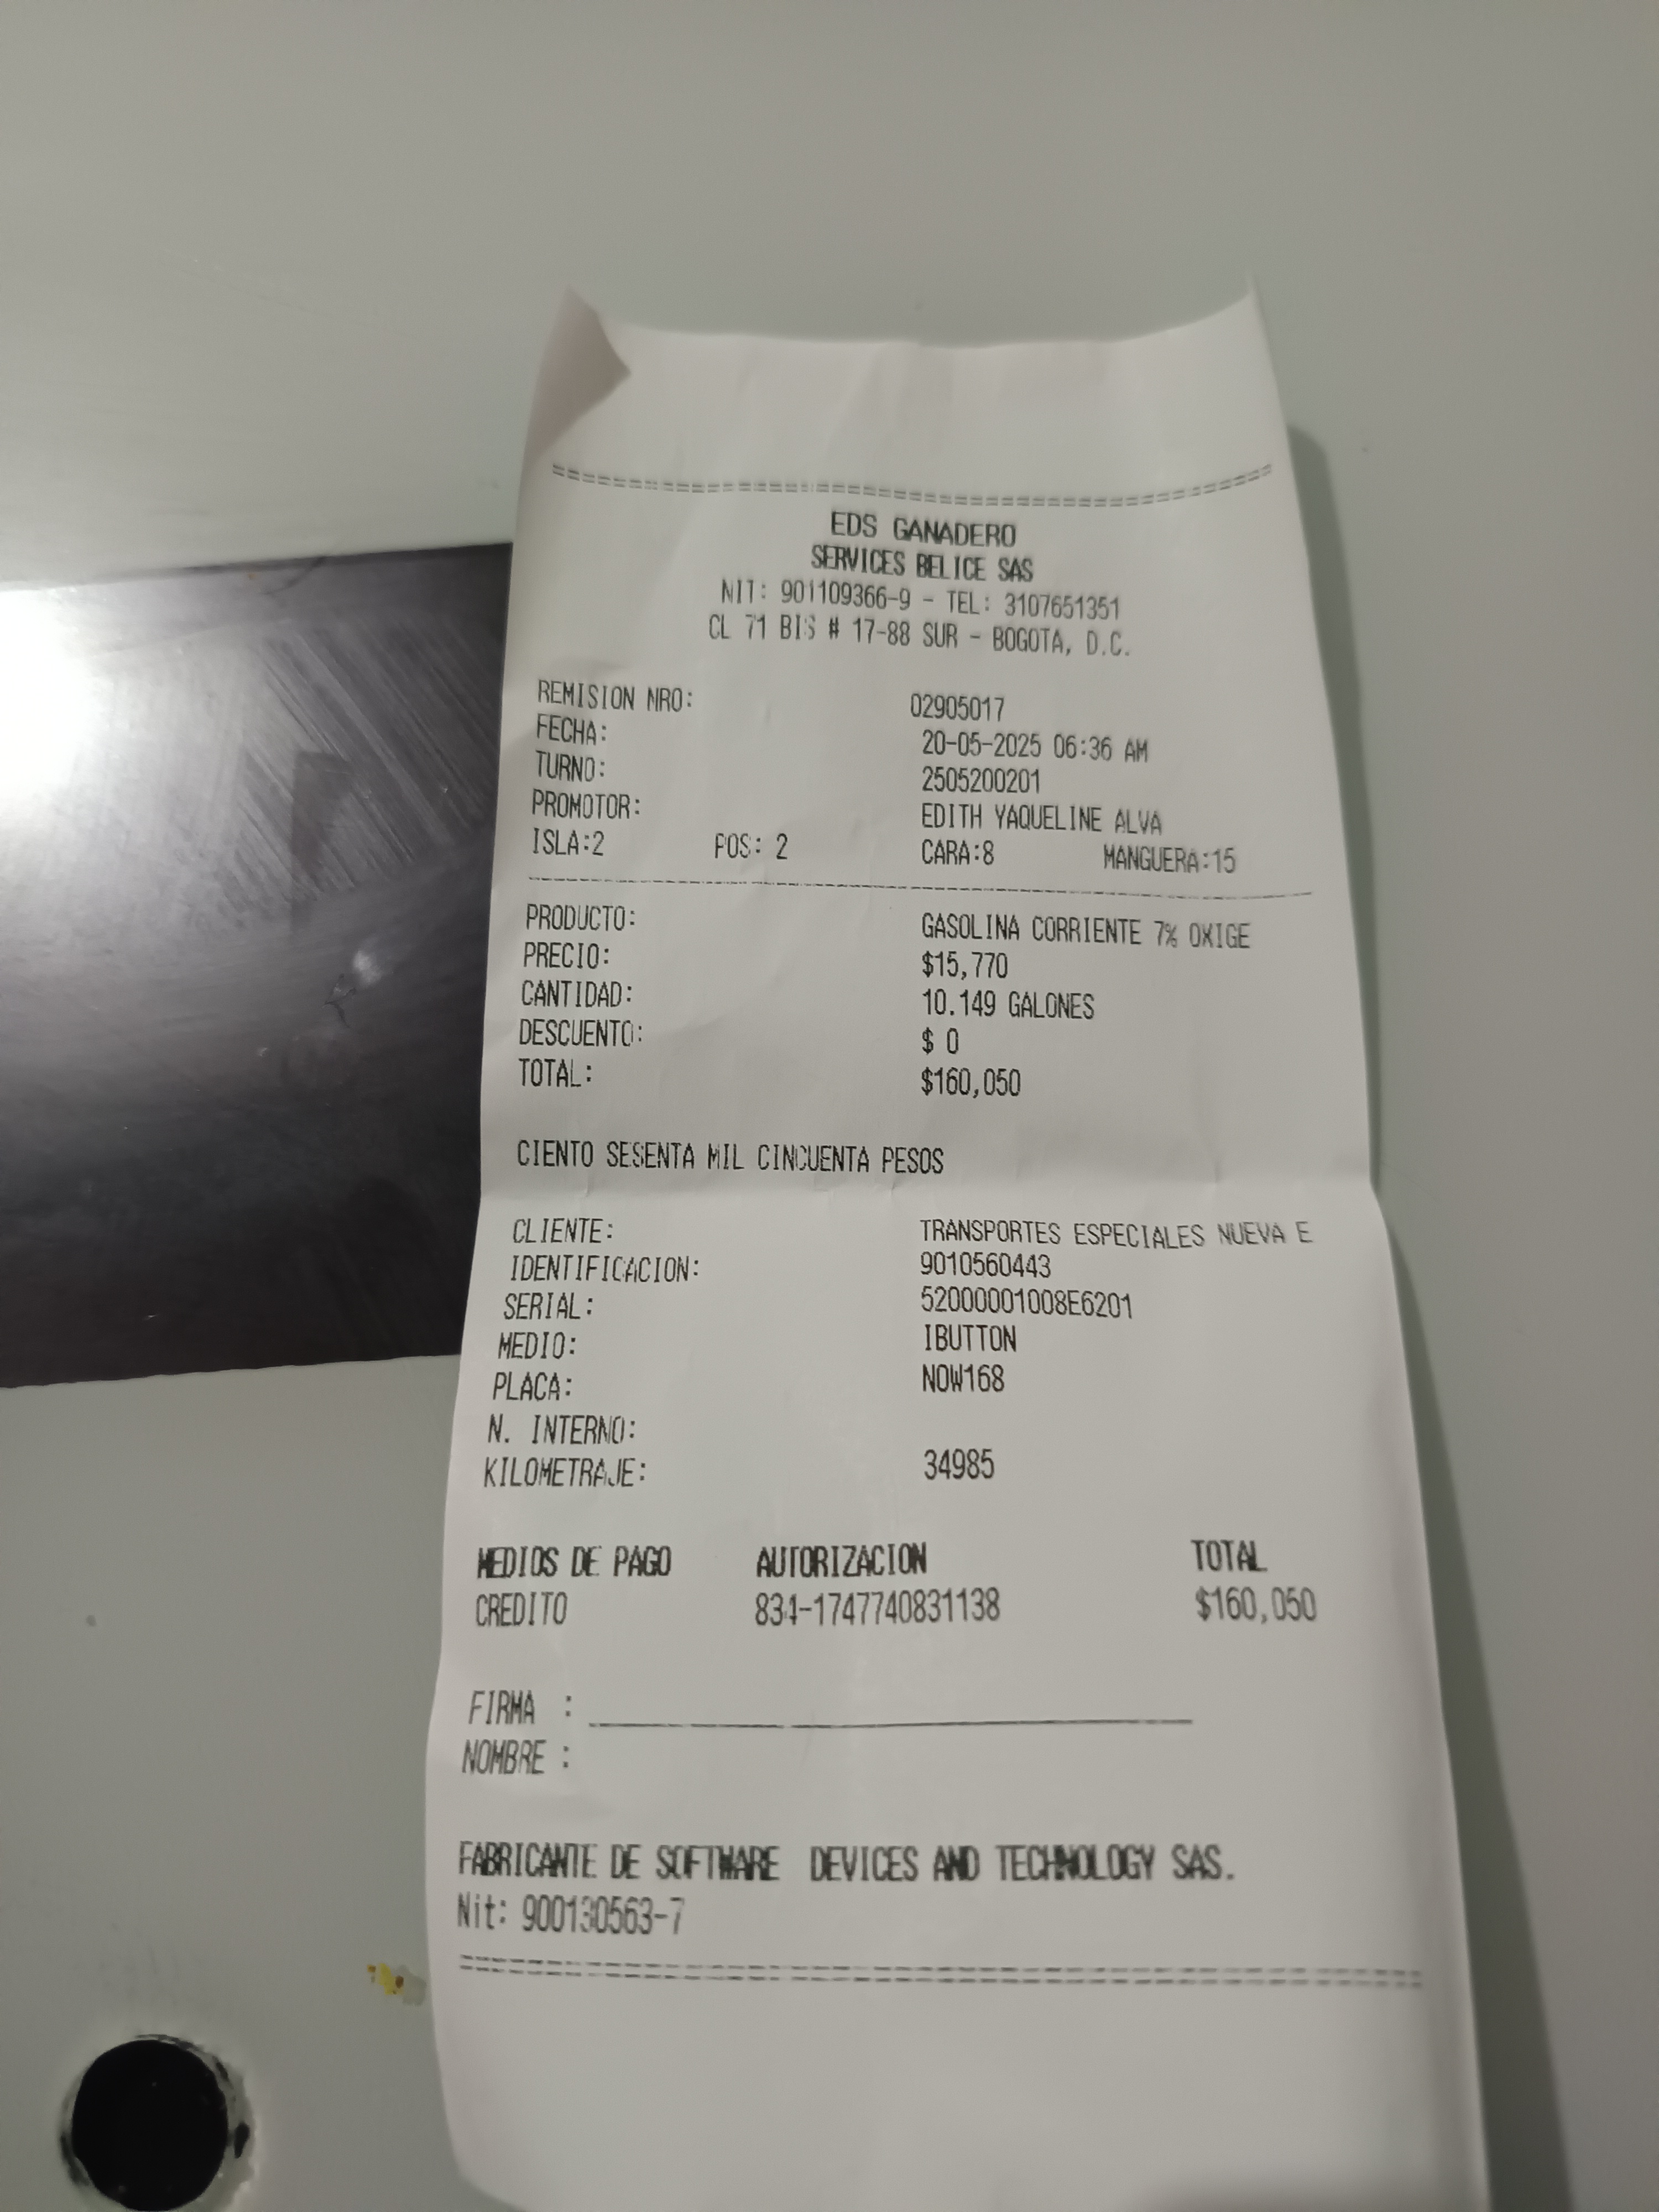 EDS GANADERO
SERVICES BELICE SAS
NIT: 901109366-9 - TEL: 3107651351
CL 71 BIS # 17-88 SUR - BOGOTA, D.C.
REMISION NRO: 02905017
FECHA: 20-05-2025 06:36 AM
TURNO: 2505200201
PROMOTOR: EDITH YAQUELINE ALVA
ISLA:2 POS: 2 CARA:8 MANGUERA:15
PRODUCTO: GASOLINA CORRIENTE 7% OXIGE
PRECIO: $15,770
CANTIDAD: 10.149 GALONES
DESCUENTO: $ 0
TOTAL: $160,050
CIENTO SESENTA MIL CINCUENTA PESOS
CLIENTE: TRANSPORTES ESPECIALES NUEVA E
IDENTIFICACION: 9010560443
SERIAL: 52000001008E6201
MEDIO: IBUTTON
PLACA: NOW168
N. INTERNO:
KILOMETRAJE: 34985
MEDIOS DE PAGO AUTORIZACION TOTAL
CREDITO 834-1747740831138 $160,050
FIRMA :
NOMBRE :
FABRICANTE DE SOFTWARE DEVICES AND TECHNOLOGY SAS.
Nit: 900130563-7